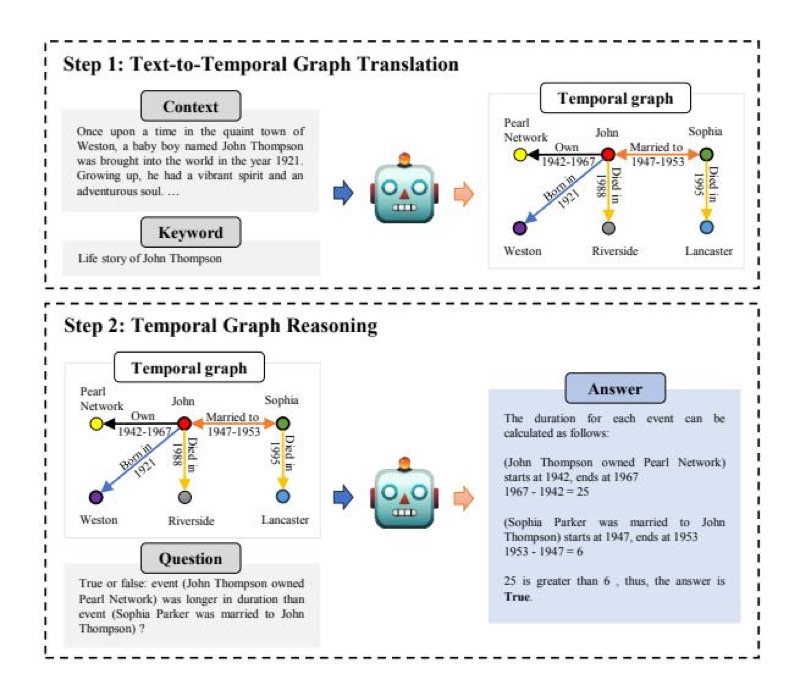 Step 1: Text-to-Temporal Graph Translation
Context
Once upon a time in the quaint town of
Weston, a baby boy named John Thompson
was brought into the world in the year 1921.
Growing up, he had a vibrant spirit and an
adventurous soul. …
Keyword
Life story of John Thompson
Temporal graph
Pearl
Network
John
Sophia
Own
1942-1967
Married to
1947-1953
Born in
1921
Died in
1988
Died in
1995
Weston
Riverside
Lancaster
Step 2: Temporal Graph Reasoning
Temporal graph
Pearl
Network
John
Sophia
Own
1942-1967
Married to
1947-1953
Born in
1921
Died in
1988
Died in
1995
Weston
Riverside
Lancaster
Question
True or false: event (John Thompson owned
Pearl Network) was longer in duration than
event (Sophia Parker was married to John
Thompson) ?
Answer
The duration for each event can be
calculated as follows:
(John Thompson owned Pearl Network)
starts at 1942, ends at 1967
1967 - 1942 = 25
(Sophia Parker was married to John
Thompson) starts at 1947, ends at 1953
1953 - 1947 = 6
25 is greater than 6 , thus, the answer is
True.